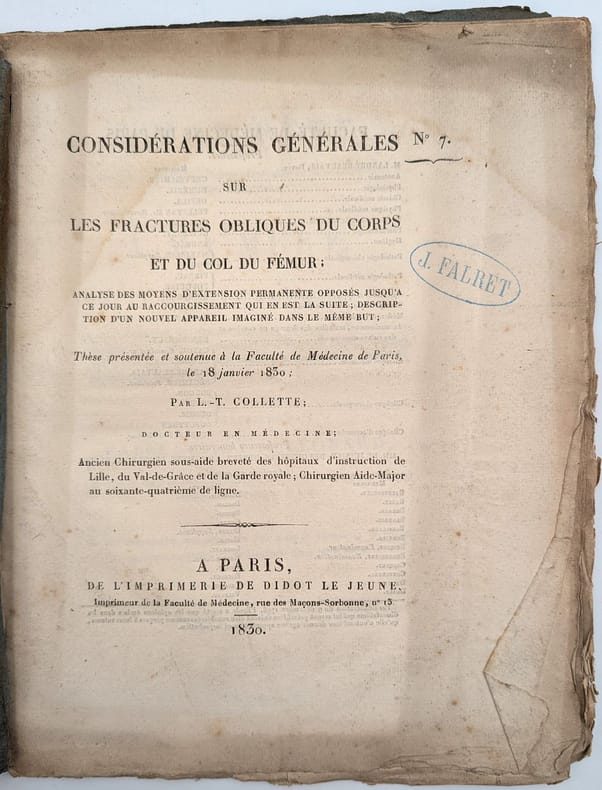 CONSIDÉRATIONS GÉNÉRALES N° 7.
SUR
LES FRACTURES OBLIQUES DU CORPS
ET DU COL DU FÉMUR;
J. FALRET
ANALYSE DES MOYENS D'EXTENSION PERMANENTE OPPOSÉS JUSQU'A
CE JOUR AU RACCOURCISSEMENT QUI EN EST LA SUITE; DESCRIP-
TION D'UN NOUVEL APPAREIL IMAGINÉ DANS LE MÊME BUT;
Thèse présentée et soutenue à la Faculté de Médecine de Paris,
le 18 janvier 1830;
PAR L.-T. COLLETTE;
DOCTEUR EN MÉDECINE;
Ancien Chirurgien sous-aide breveté des hôpitaux d'instruction de
Lille, du Val-de-Grâce et de la Garde royale; Chirurgien Aide-Major
au soixante-quatrième de ligne.
A PARIS,
DE L'IMPRIMERIE DE DIDOT LE JEUNE,
Imprimeur de la Faculté de Médecine, rue des Maçons-Sorbonne, n° 13
1830.